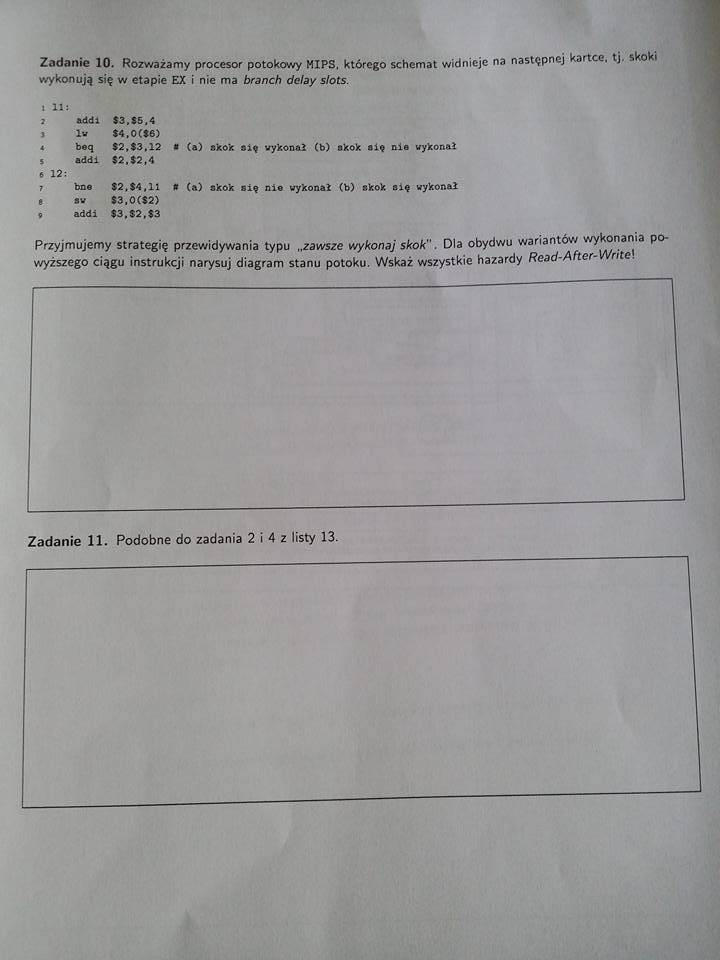 Zadanie 10. Rozważamy procesor potokowy MIPS, którego schemat widnieje na następnej kartce, tj. skoki
wykonują się w etapie EX i nie ma branch delay slots.
1 l1:
2 addi $3,$5,4
3 lw $4,0($6)
4 beq $2,$3,l2 # (a) skok się wykonał (b) skok się nie wykonał
5 addi $2,$2,4
6 l2:
7 bne $2,$4,l1 # (a) skok się nie wykonał (b) skok się wykonał
8 sw $3,0($2)
9 addi $3,$2,$3
Przyjmujemy strategię przewidywania typu „zawsze wykonaj skok". Dla obydwu wariantów wykonania po-
wyższego ciągu instrukcji narysuj diagram stanu potoku. Wskaż wszystkie hazardy Read-After-Write!
Zadanie 11. Podobne do zadania 2 i 4 z listy 13.